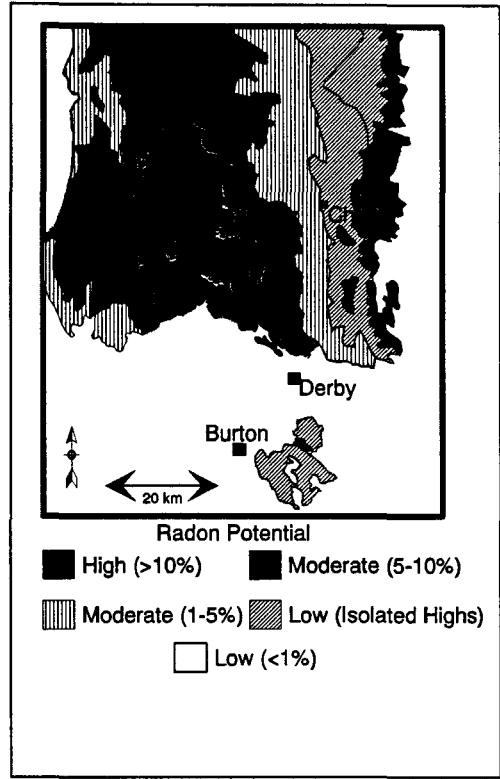 Derby
Burton
20 km
Radon Potential
High (>10%) Moderate (5-10%)
Moderate (1-5%) Low (Isolated Highs)
Low (<1%)